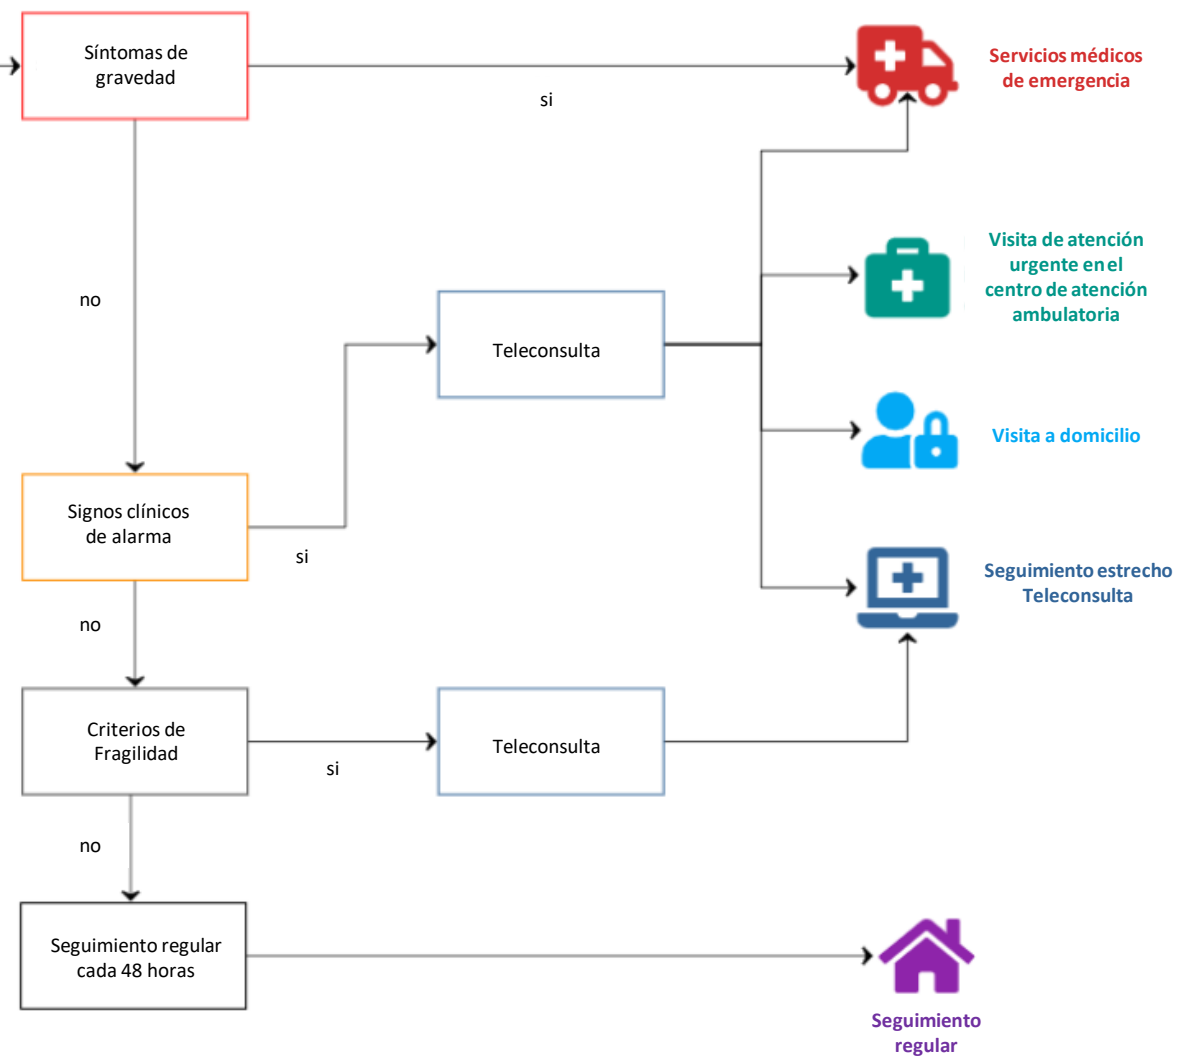 Síntomas de
gravedad
si
Servicios médicos
de emergencia
no
Visita de atención
urgente en el
centro de atención
ambulatoria
Teleconsulta
Visita a domicilio
Signos clínicos
de alarma
si
Seguimiento estrecho
Teleconsulta
no
Criterios de
Fragilidad
si
Teleconsulta
no
Seguimiento regular
cada 48 horas
Seguimiento
regular